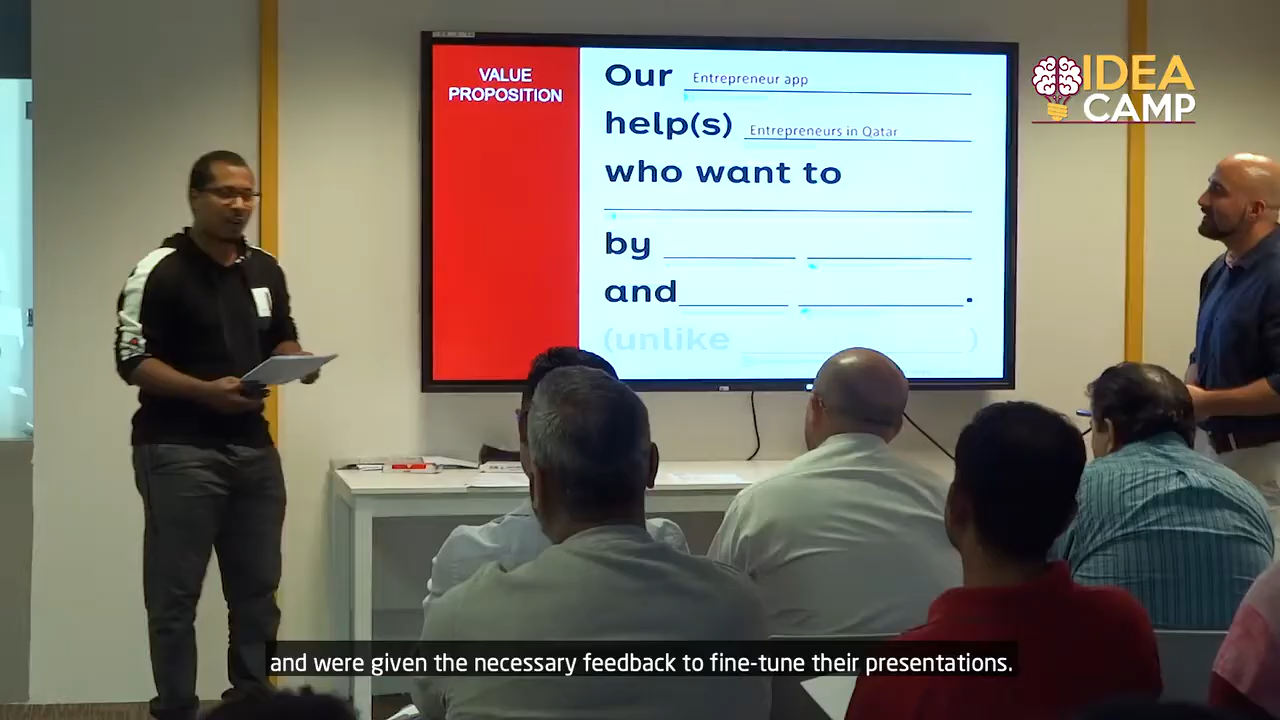 VALUE
PROPOSITION
Our Entrepreneur app
help(s) Entrepreneurs in Qatar
who want to
by
and .
(unlike )
IDEA
CAMP
and were given the necessary feedback to fine-tune their presentations.